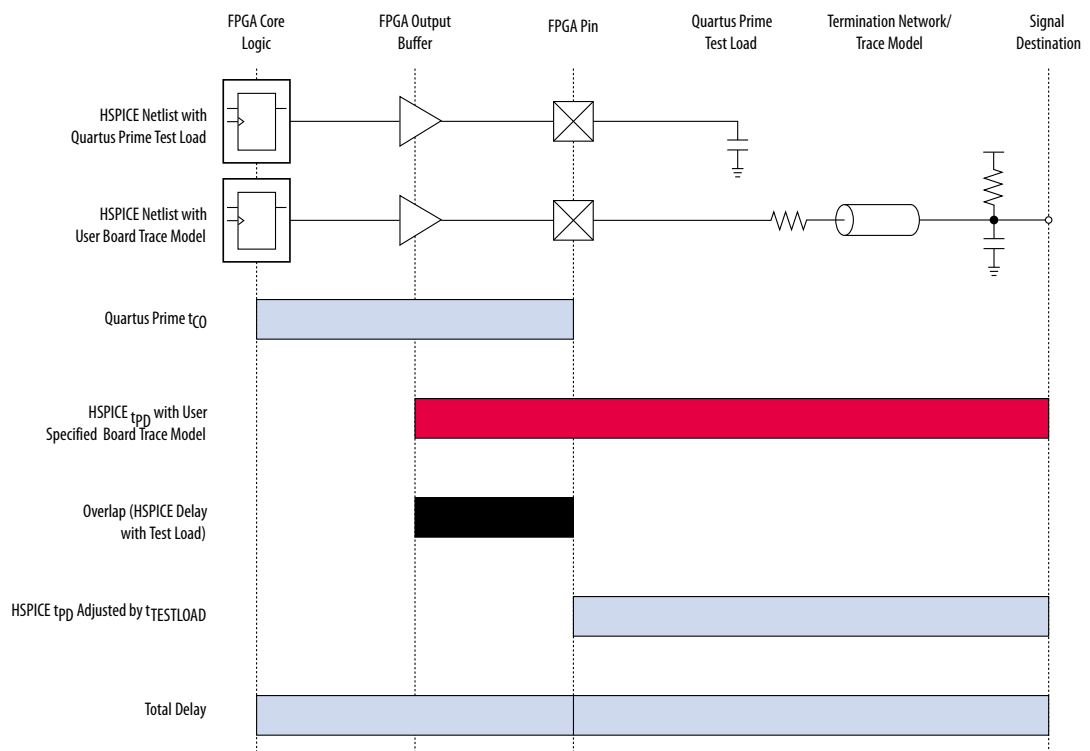 FPGA Core
Logic
FPGA Output
Buffer
FPGA Pin
Quartus Prime
Test Load
Termination Network/
Trace Model
Signal
Destination
HSPICE Netlist with
Quartus Prime Test Load
HSPICE Netlist with
User Board Trace Model
Quartus Prime tCO
HSPICE tPD with User
Specified Board Trace Model
Overlap (HSPICE Delay
with Test Load)
HSPICE tPD Adjusted by tTESTLOAD
Total Delay